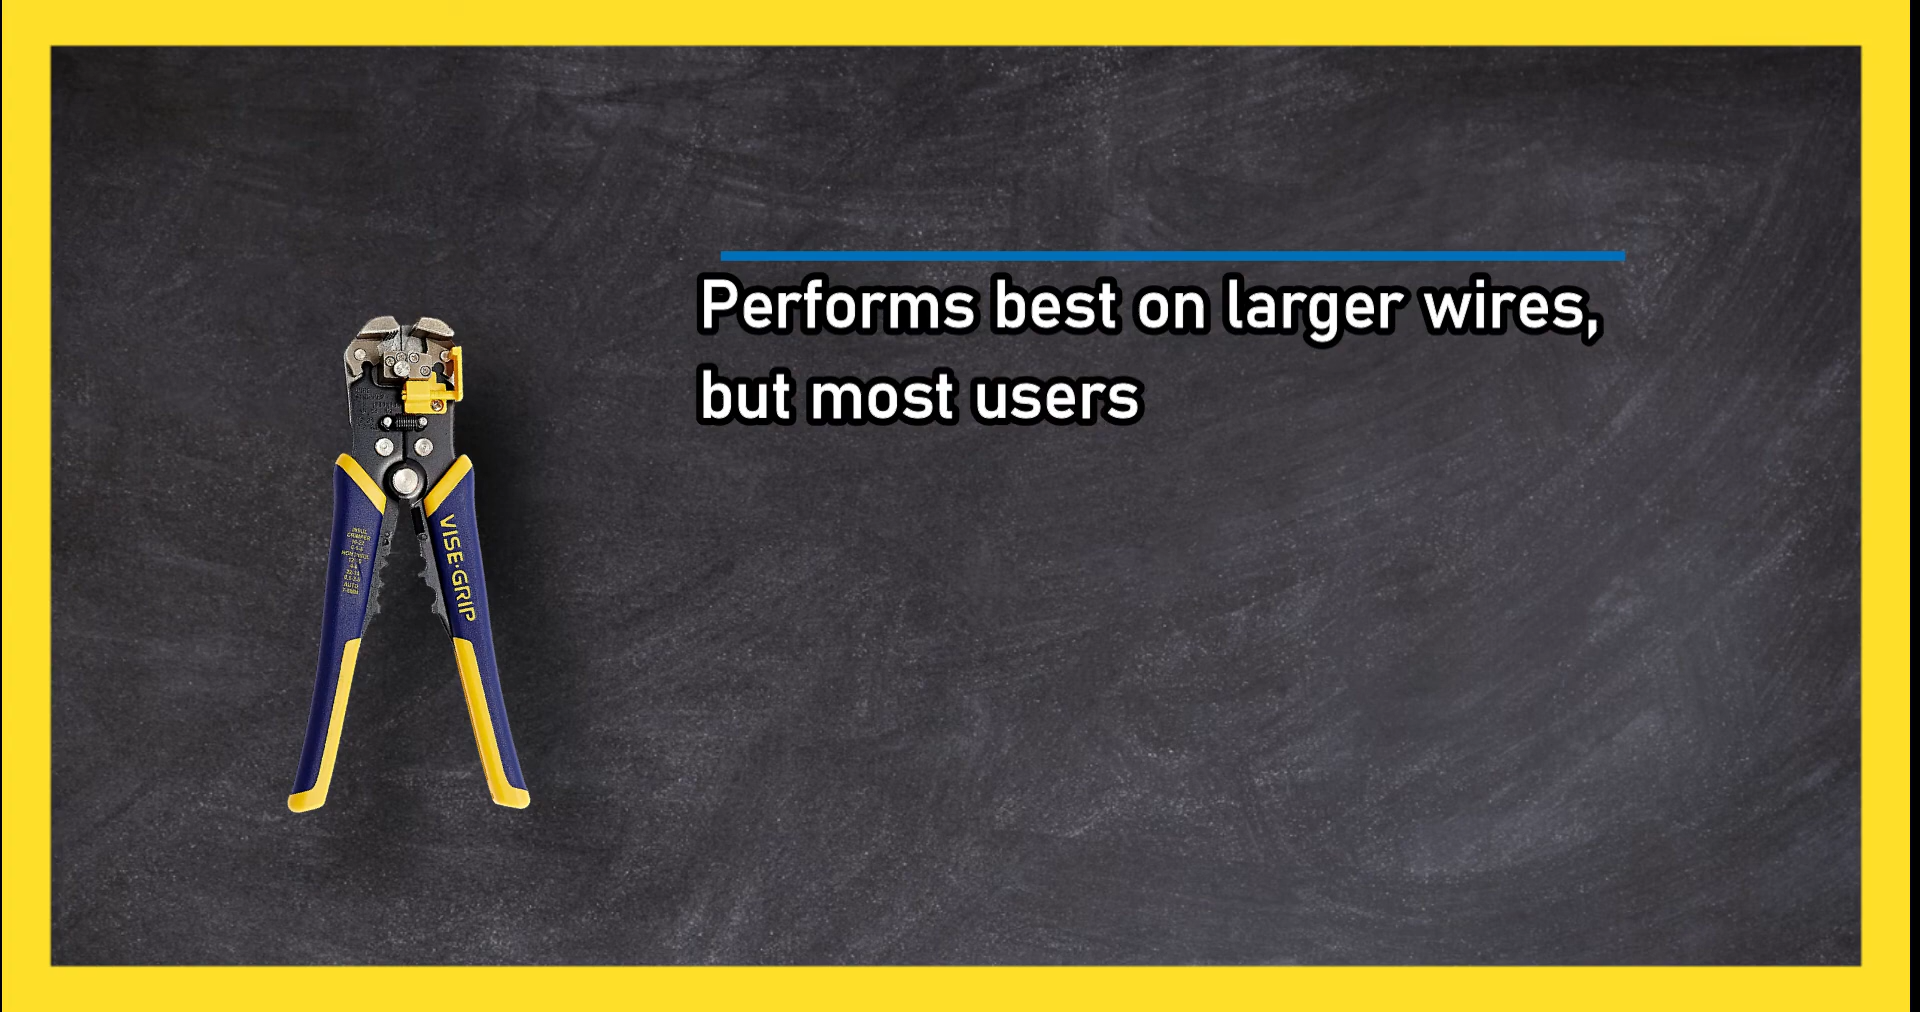 Performs best on larger wires,
but most users
VISE-GRIP